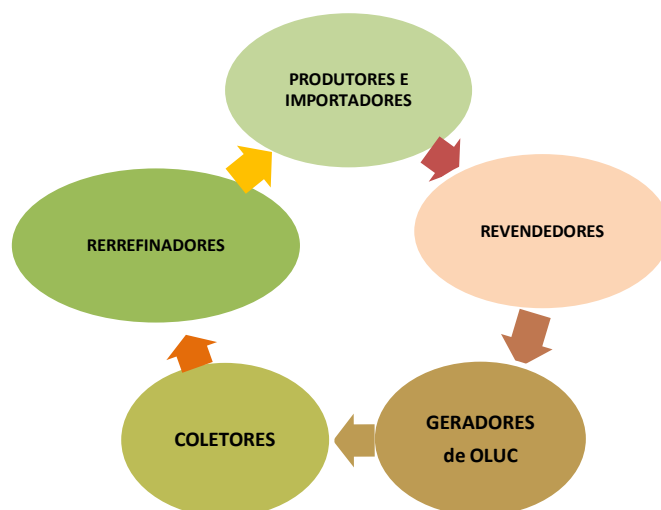 PRODUTORES E
IMPORTADORES
REVENDEDORES
GERADORES
de OLUC
COLETORES
RERREFINADORES